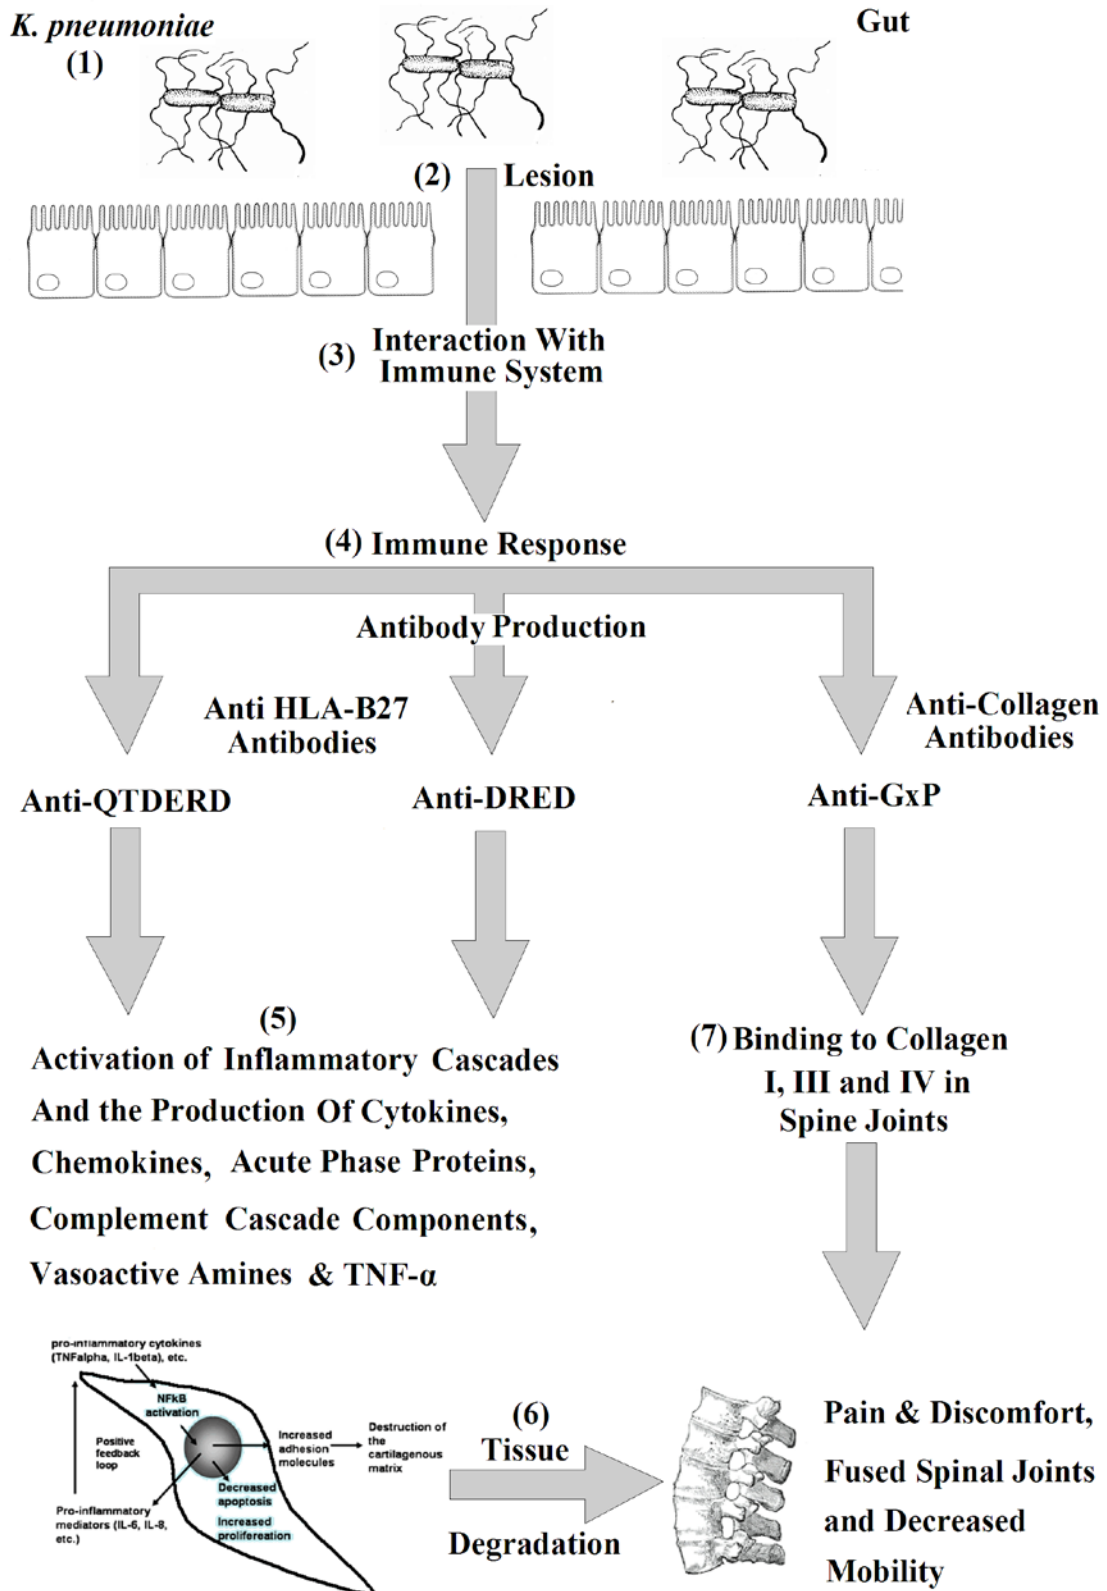 K. pneumoniae
(1)
Gut
(2) Lesion
(3) Interaction With
Immune System
(4) Immune Response
Antibody Production
Anti HLA-B27
Antibodies
Anti-Collagen
Antibodies
Anti-QTDERD
Anti-DRED
Anti-GxP
(5)
Activation of Inflammatory Cascades
And the Production Of Cytokines,
Chemokines, Acute Phase Proteins,
Complement Cascade Components,
Vasoactive Amines & TNF-α
(7) Binding to Collagen
I, III and IV in
Spine Joints
pro-inflammatory cytokines
(TNFalpha, IL-1beta), etc.
NFkB
activation
Positive
feedback
loop
Increased
adhesion
molecules
Destruction of
the
cartilagenous
matrix
Decreased
apoptosis
Increased
prolifereation
Pro-inflammatory
mediators (IL-6, IL-8,
etc.)
(6)
Tissue
Degradation
Pain & Discomfort,
Fused Spinal Joints
and Decreased
Mobility